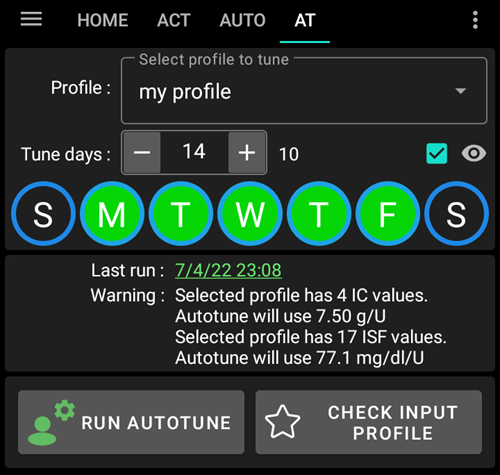 HOME ACT AUTO AT
Select profile to tune
Profile : my profile
Tune days : − 14 + 10
S M T W T F S
Last run : 7/4/22 23:08
Warning : Selected profile has 4 IC values.
Autotune will use 7.50 g/U
Selected profile has 17 ISF values.
Autotune will use 77.1 mg/dl/U
RUN AUTOTUNE
CHECK INPUT
PROFILE